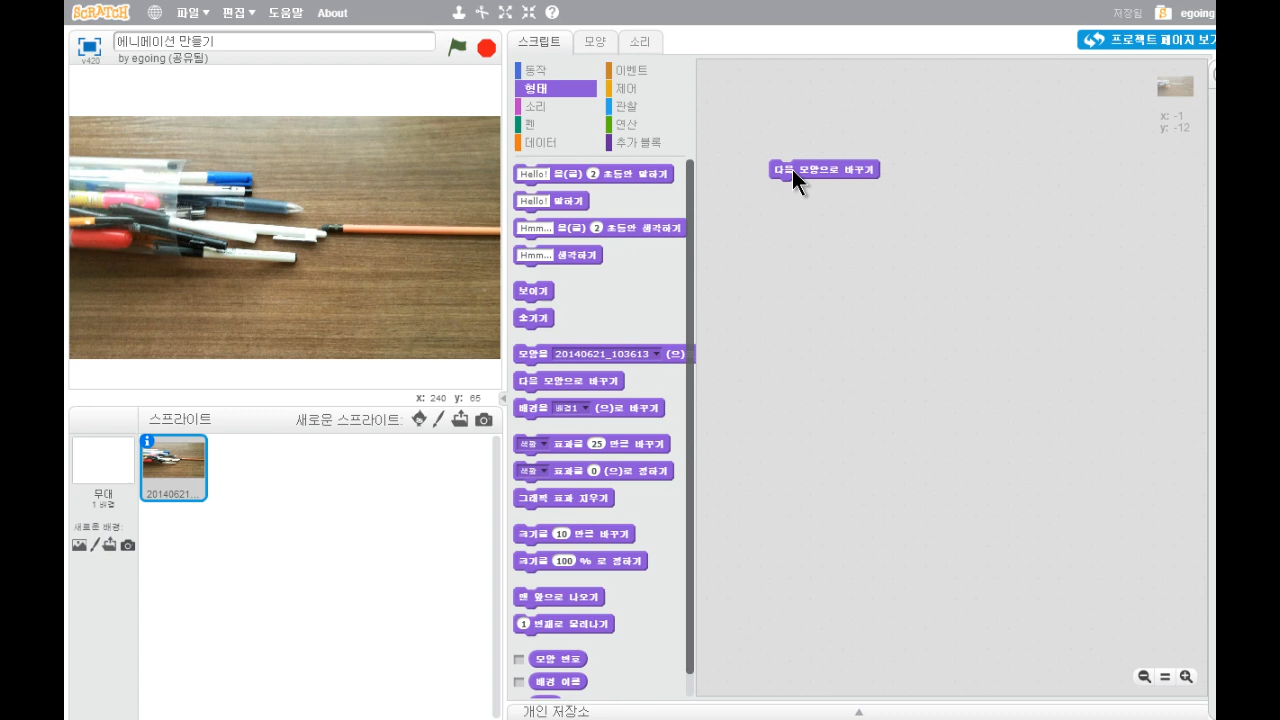 SCRATCH 파일▼ 편집▼ 도움말 About 저장됨 egoing
v420 에니메이션 만들기
by egoing (공유됨)
스크립트 모양 소리
프로젝트 페이지 보기
동작 이벤트
형태 제어
소리 관찰
펜 연산
데이터 추가 블록
Hello! 을(를) 2 초동안 말하기
Hello! 말하기
Hmm... 을(를) 2 초동안 생각하기
Hmm... 생각하기
보이기
숨기기
모양을 20140621_103613 (으)
다음 모양으로 바꾸기
배경을 배경1 (으)로 바꾸기
색깔 효과를 25 만큼 바꾸기
색깔 효과를 0 (으)로 정하기
그래픽 효과 지우기
크기를 10 만큼 바꾸기
크기를 100 % 로 정하기
맨 앞으로 나오기
1 번째로 물러나기
모양 번호
배경 이름
다음 모양으로 바꾸기
x: -1
y: -12
x: 240 y: 65
스프라이트 새로운 스프라이트:
무대
1 배경
새로운 배경:
20140621...
개인 저장소